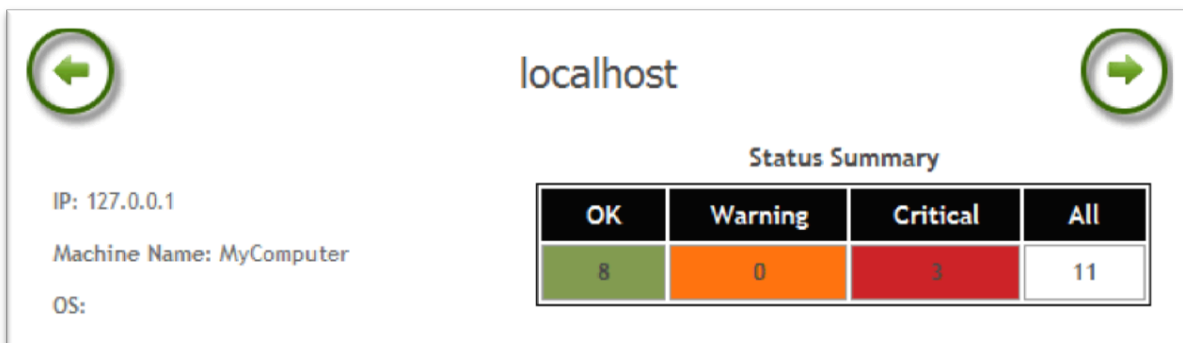 localhost
Status Summary
IP: 127.0.0.1
Machine Name: MyComputer
OS:
OK Warning Critical All
8 0 3 11